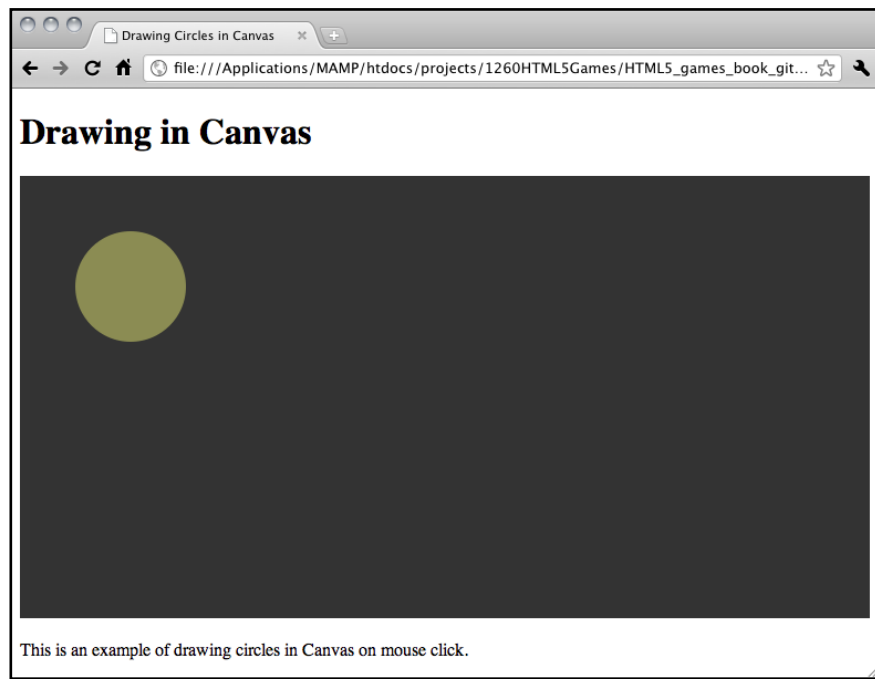 Drawing Circles in Canvas
file:///Applications/MAMP/htdocs/projects/1260HTML5Games/HTML5_games_book_git...
Drawing in Canvas
This is an example of drawing circles in Canvas on mouse click.